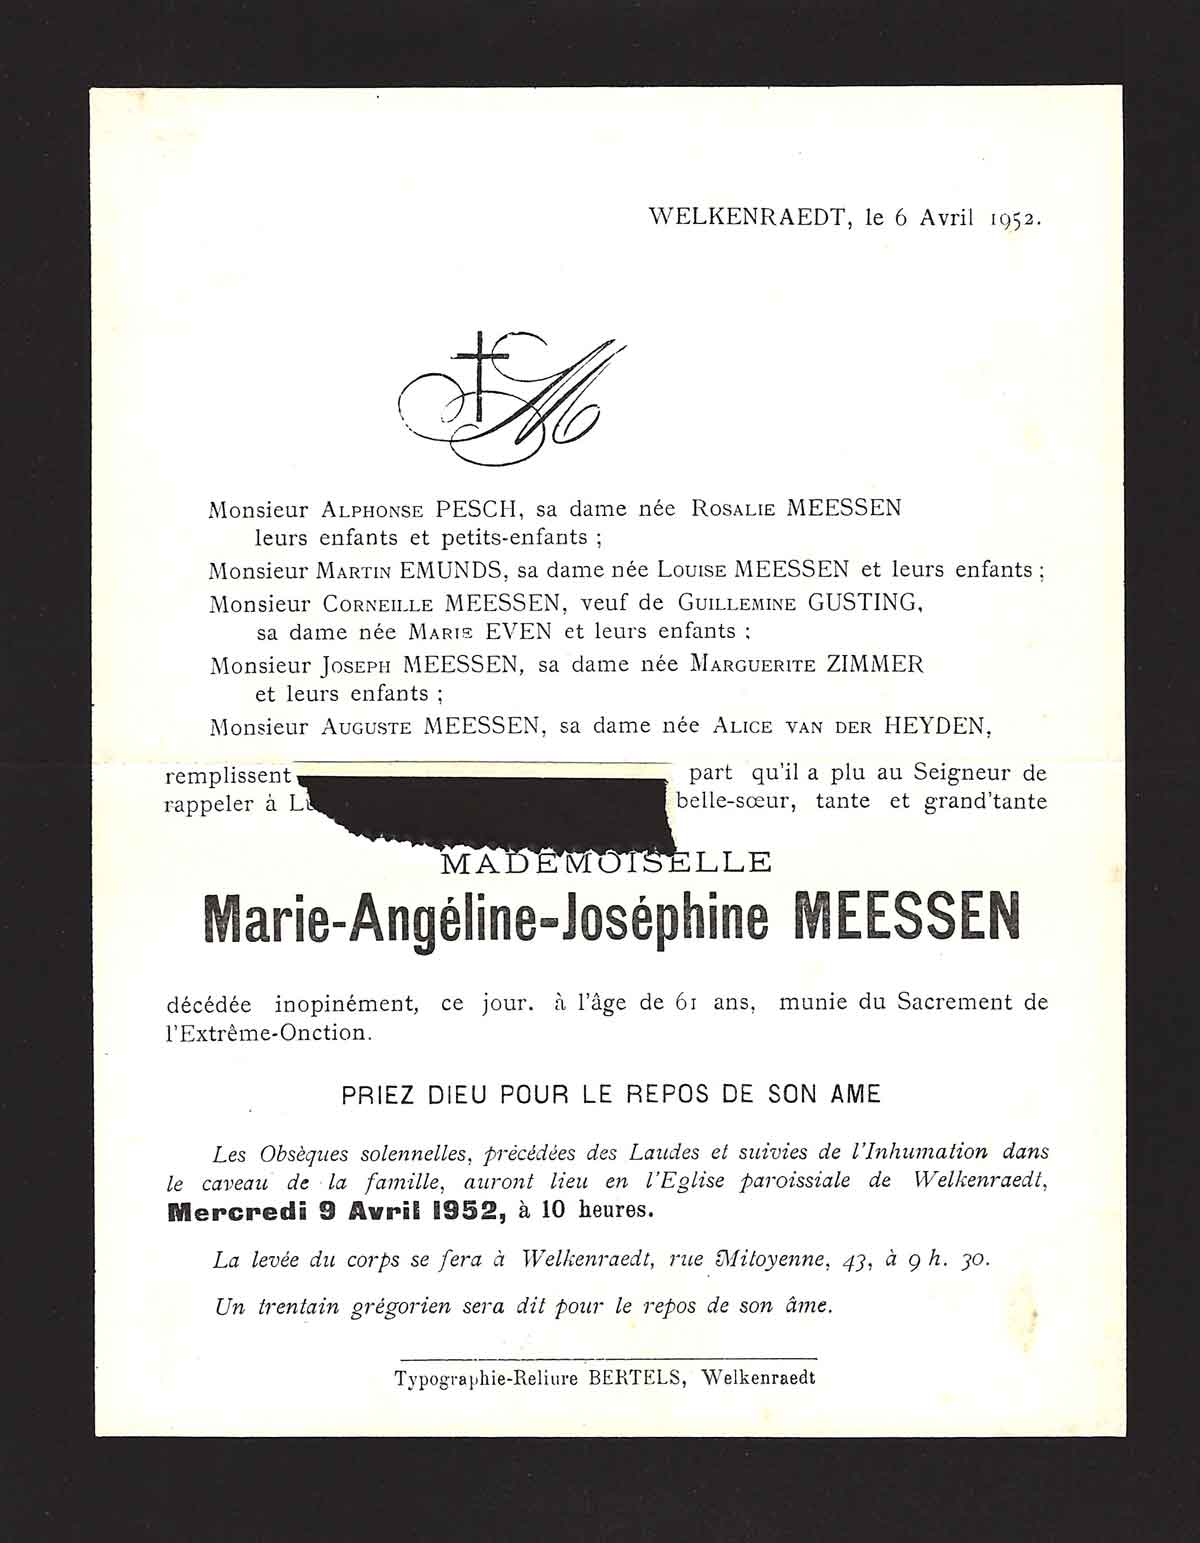 WELKENRAEDT, le 6 Avril 1952.
M
Monsieur ALPHONSE PESCH, sa dame née ROSALIE MEESSEN
leurs enfants et petits-enfants ;
Monsieur MARTIN EMUNDS, sa dame née LOUISE MEESSEN et leurs enfants ;
Monsieur CORNEILLE MEESSEN, veuf de GUILLEMINE GUSTING,
sa dame née MARIE EVEN et leurs enfants ;
Monsieur JOSEPH MEESSEN, sa dame née MARGUERITE ZIMMER
et leurs enfants ;
Monsieur AUGUSTE MEESSEN, sa dame née ALICE VAN DER HEYDEN,
remplissent part qu'il a plu au Seigneur de
rappeler à belle-sœur, tante et grand'tante
MADEMOISELLE
Marie-Angéline-Joséphine MEESSEN
décédée inopinément, ce jour. à l'âge de 61 ans, munie du Sacrement de
l'Extrême-Onction.
PRIEZ DIEU POUR LE REPOS DE SON AME
Les Obsèques solennelles, précédées des Laudes et suivies de l'Inhumation dans
le caveau de la famille, auront lieu en l'Eglise paroissiale de Welkenraedt,
Mercredi 9 Avril 1952, à 10 heures.
La levée du corps se fera à Welkenraedt, rue Mitoyenne, 43, à 9 h. 30.
Un trentain grégorien sera dit pour le repos de son âme.
Typographie-Reliure BERTELS, Welkenraedt